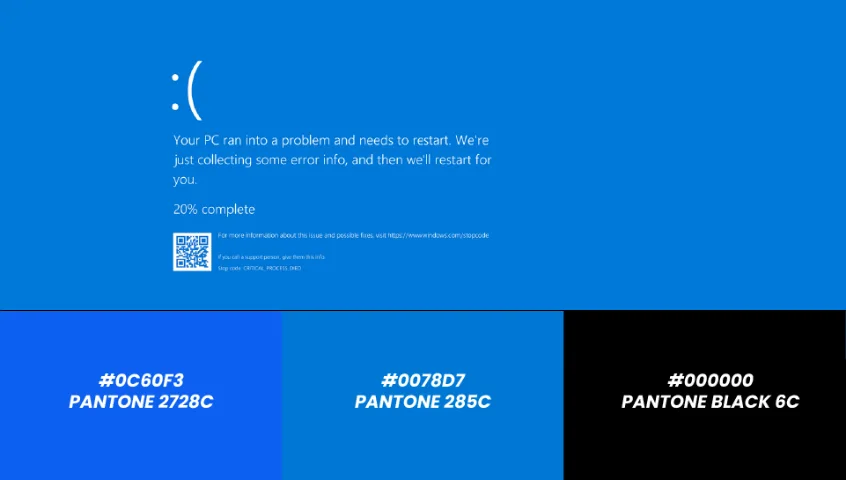 :(
Your PC ran into a problem and needs to restart. We're
just collecting some error info, and then we'll restart for
you.
20% complete
For more information about this issue and possible fixes, visit https://www.windows.com/stopcode
If you call a support person, give them this info:
Stop code: CRITICAL_PROCESS_DIED
#0C60F3
PANTONE 2728C
#0078D7
PANTONE 285C
#000000
PANTONE BLACK 6C